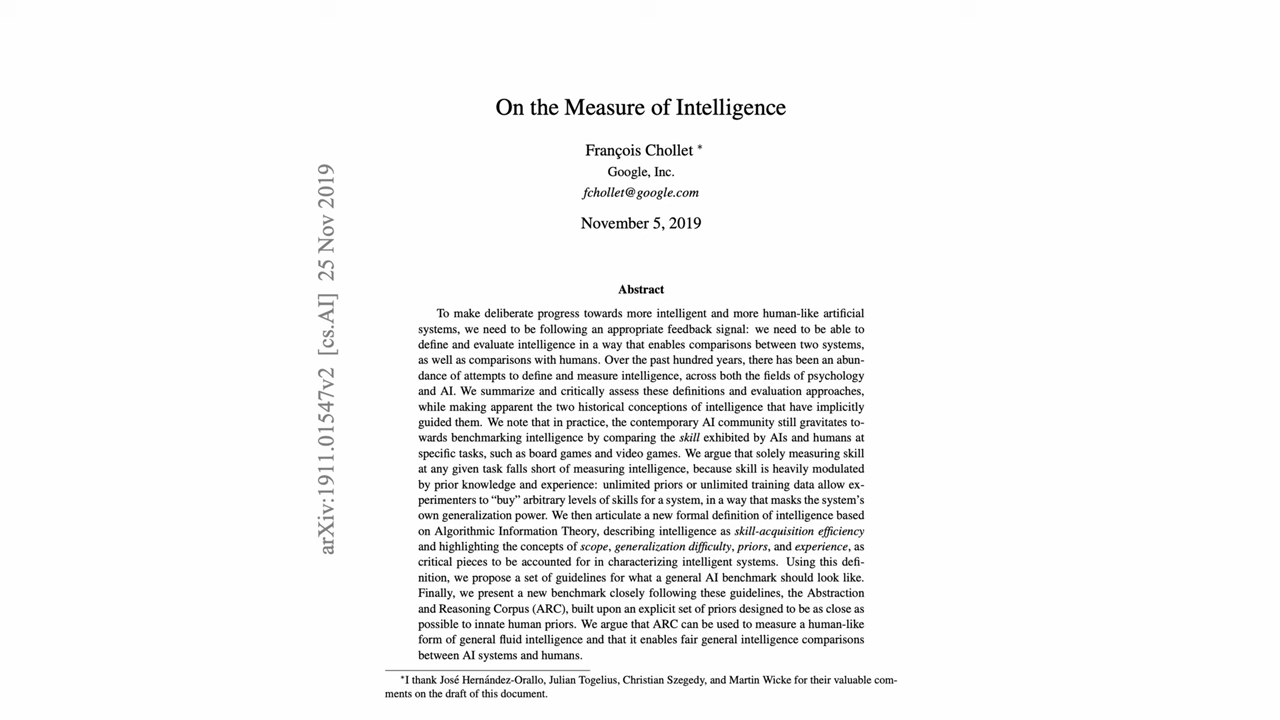 On the Measure of Intelligence
François Chollet *
Google, Inc.
fchollet@google.com
November 5, 2019
arXiv:1911.01547v2 [cs.AI] 25 Nov 2019
Abstract
To make deliberate progress towards more intelligent and more human-like artificial
systems, we need to be following an appropriate feedback signal: we need to be able to
define and evaluate intelligence in a way that enables comparisons between two systems,
as well as comparisons with humans. Over the past hundred years, there has been an abun-
dance of attempts to define and measure intelligence, across both the fields of psychology
and AI. We summarize and critically assess these definitions and evaluation approaches,
while making apparent the two historical conceptions of intelligence that have implicitly
guided them. We note that in practice, the contemporary AI community still gravitates to-
wards benchmarking intelligence by comparing the skill exhibited by AIs and humans at
specific tasks, such as board games and video games. We argue that solely measuring skill
at any given task falls short of measuring intelligence, because skill is heavily modulated
by prior knowledge and experience: unlimited priors or unlimited training data allow ex-
perimenters to “buy” arbitrary levels of skills for a system, in a way that masks the system’s
own generalization power. We then articulate a new formal definition of intelligence based
on Algorithmic Information Theory, describing intelligence as skill-acquisition efficiency
and highlighting the concepts of scope, generalization difficulty, priors, and experience, as
critical pieces to be accounted for in characterizing intelligent systems. Using this defi-
nition, we propose a set of guidelines for what a general AI benchmark should look like.
Finally, we present a new benchmark closely following these guidelines, the Abstraction
and Reasoning Corpus (ARC), built upon an explicit set of priors designed to be as close as
possible to innate human priors. We argue that ARC can be used to measure a human-like
form of general fluid intelligence and that it enables fair general intelligence comparisons
between AI systems and humans.
*I thank José Hernández-Orallo, Julian Togelius, Christian Szegedy, and Martin Wicke for their valuable com-
ments on the draft of this document.